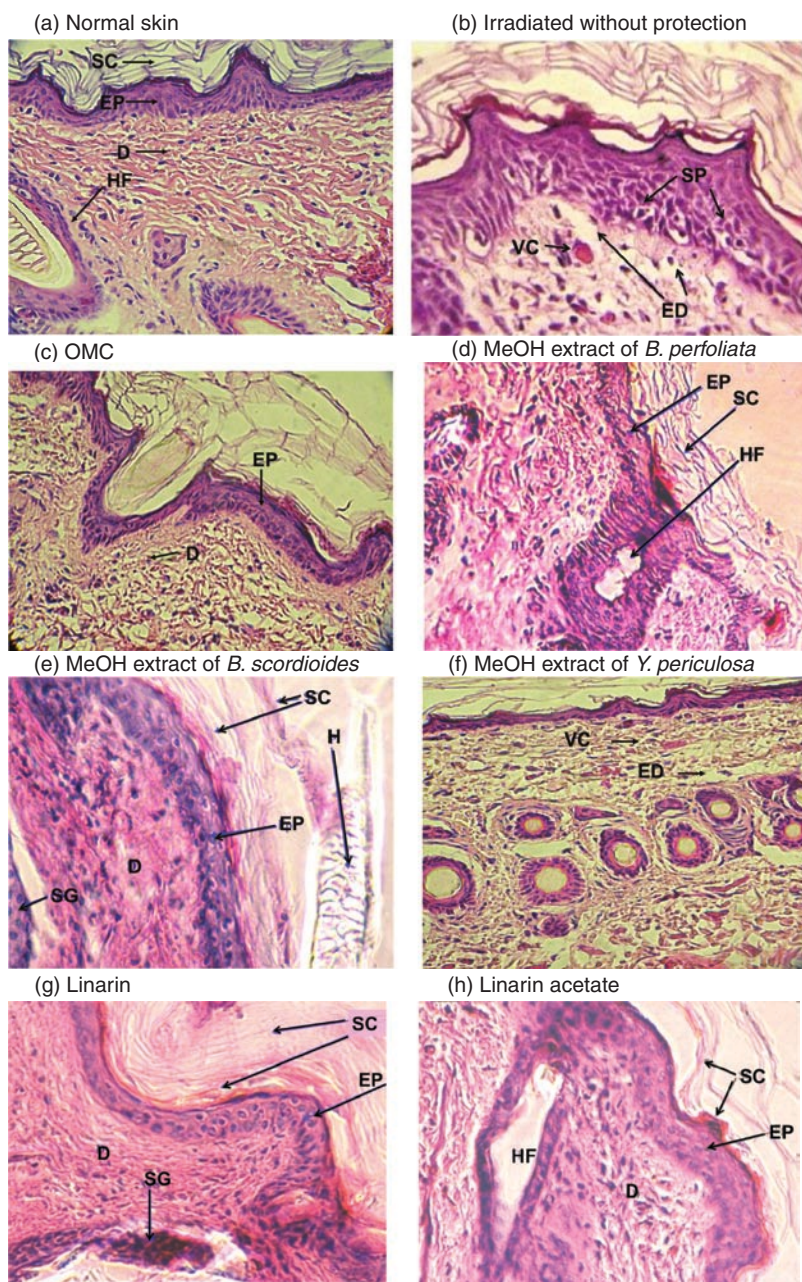 (a) Normal skin
SC
EP
D
HF
(b) Irradiated without protection
SP
VC
ED
(c) OMC
EP
D
(d) MeOH extract of B. perfoliata
EP
SC
HF
(e) MeOH extract of B. scordioides
SC
H
EP
D
SG
(f) MeOH extract of Y. periculosa
VC
ED
(g) Linarin
SC
EP
D
SG
(h) Linarin acetate
SC
EP
HF
D